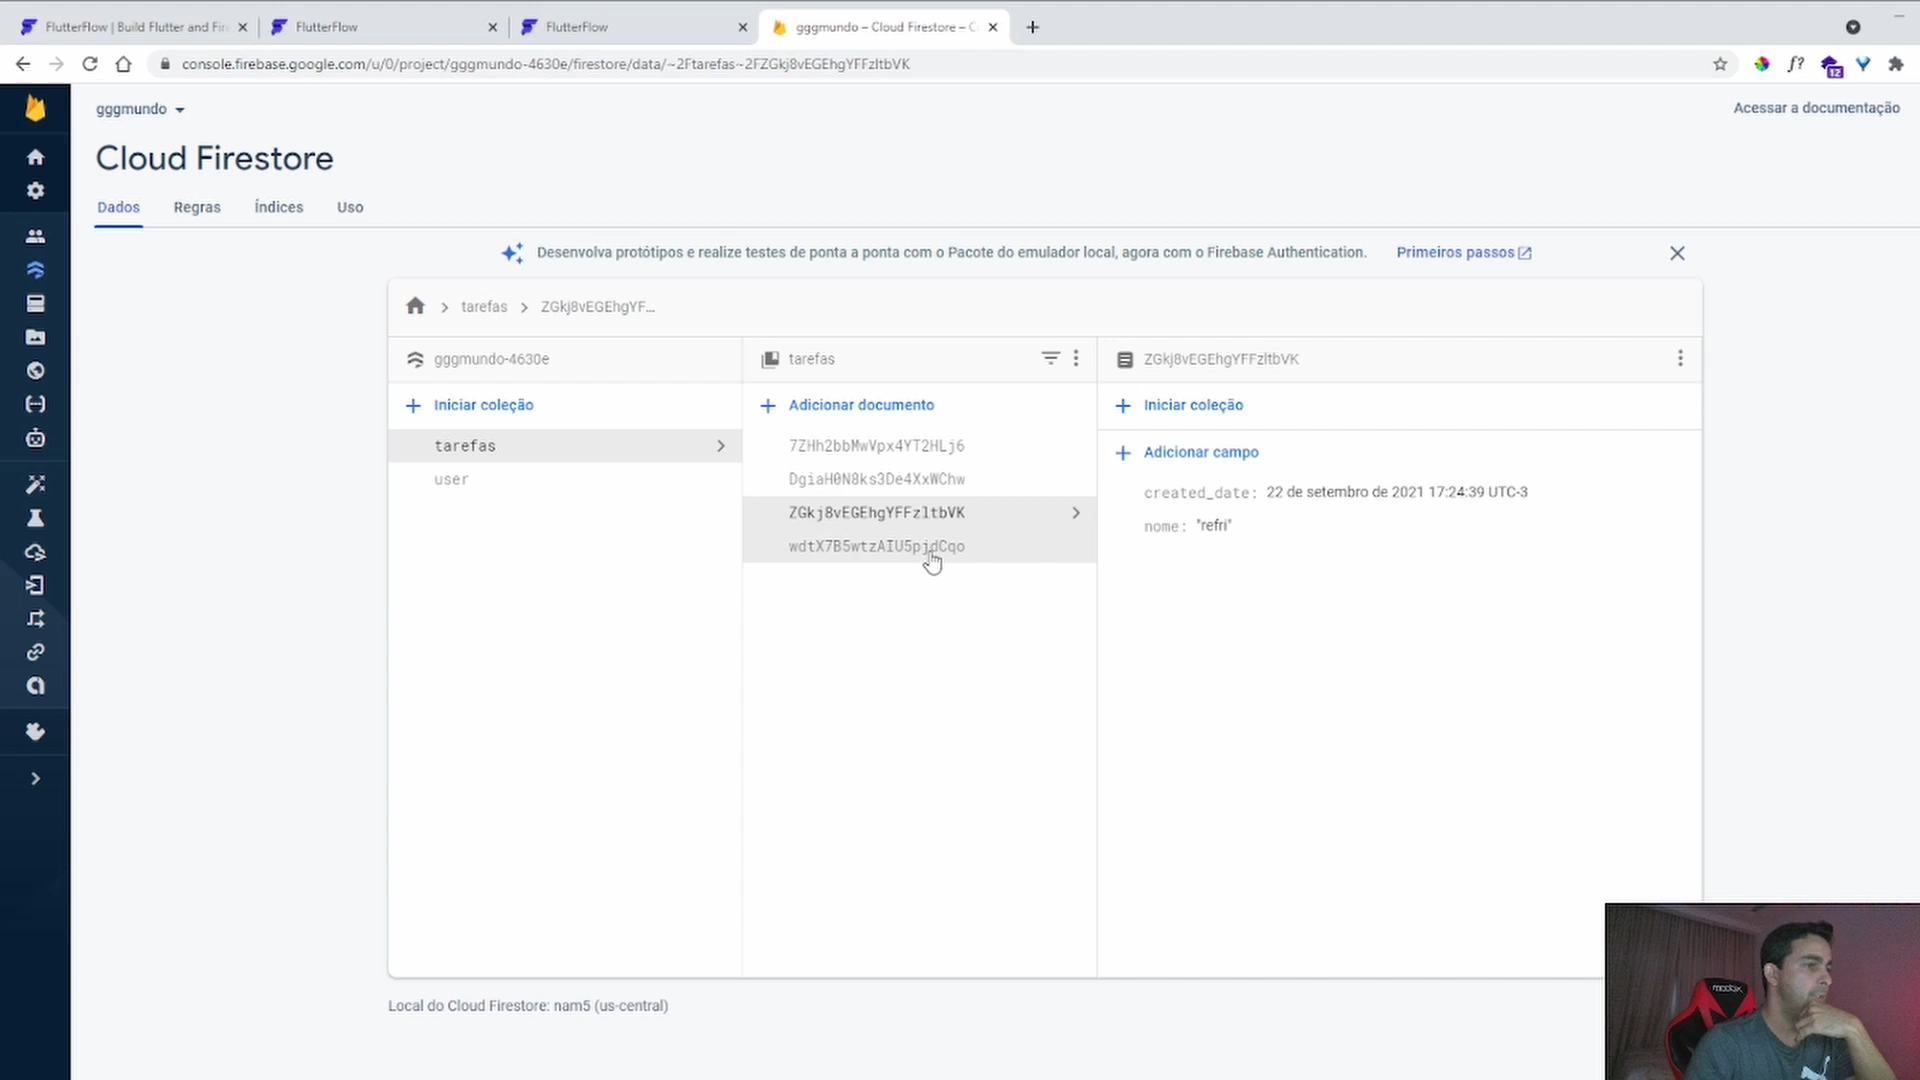 FlutterFlow | Build Flutter and Fire
FlutterFlow
FlutterFlow
gggmundo – Cloud Firestore – C
console.firebase.google.com/u/0/project/gggmundo-4630e/firestore/data/~2Ftarefas~2FZGkj8vEGEhgYFFzltbVK
f?
12
gggmundo
Acessar a documentação
Cloud Firestore
Dados
Regras
Índices
Uso
Desenvolva protótipos e realize testes de ponta a ponta com o Pacote do emulador local, agora com o Firebase Authentication.
Primeiros passos
tarefas
ZGkj8vEGEhgYF...
gggmundo-4630e
tarefas
ZGkj8vEGEhgYFFzltbVK
Iniciar coleção
Adicionar documento
Iniciar coleção
tarefas
user
7ZHh2bbMwVpx4YT2HLj6
DgiaH0N8ks3De4XxWChw
ZGkj8vEGEhgYFFzltbVK
wdtX7B5wtzAIU5pjdCqo
Adicionar campo
created_date: 22 de setembro de 2021 17:24:39 UTC-3
nome: "refri"
Local do Cloud Firestore: nam5 (us-central)